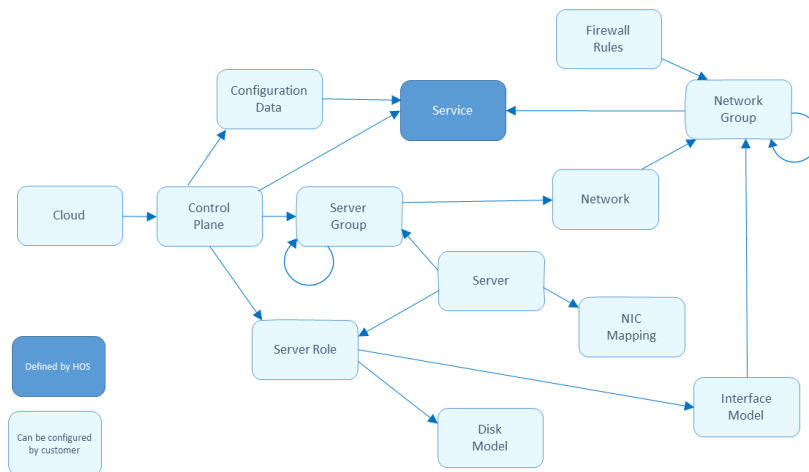 Firewall
Rules
Configuration
Data
Service
Network
Group
Cloud
Control
Plane
Server
Group
Network
Server
NIC
Mapping
Server Role
Defined by HOS
Interface
Model
Disk
Model
Can be configured
by customer